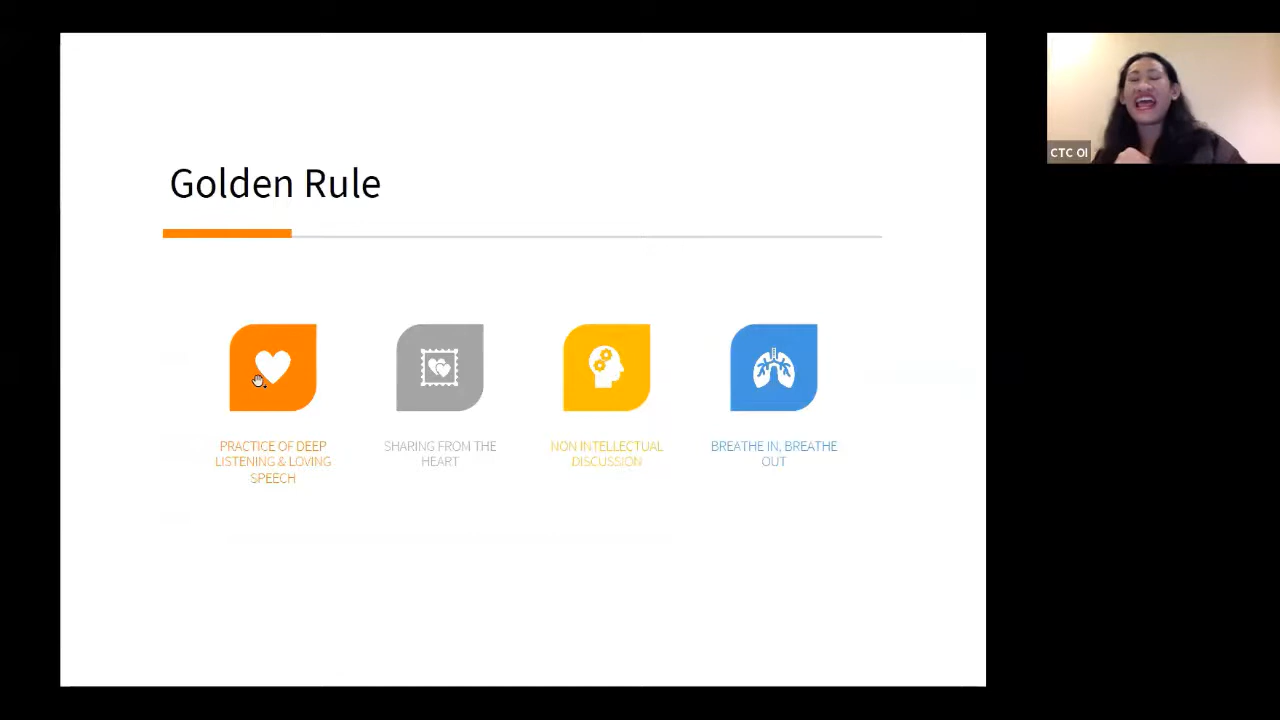 Golden Rule
PRACTICE OF DEEP
LISTENING & LOVING
SPEECH
SHARING FROM THE
HEART
NON INTELLECTUAL
DISCUSSION
BREATHE IN, BREATHE
OUT
CTC OI